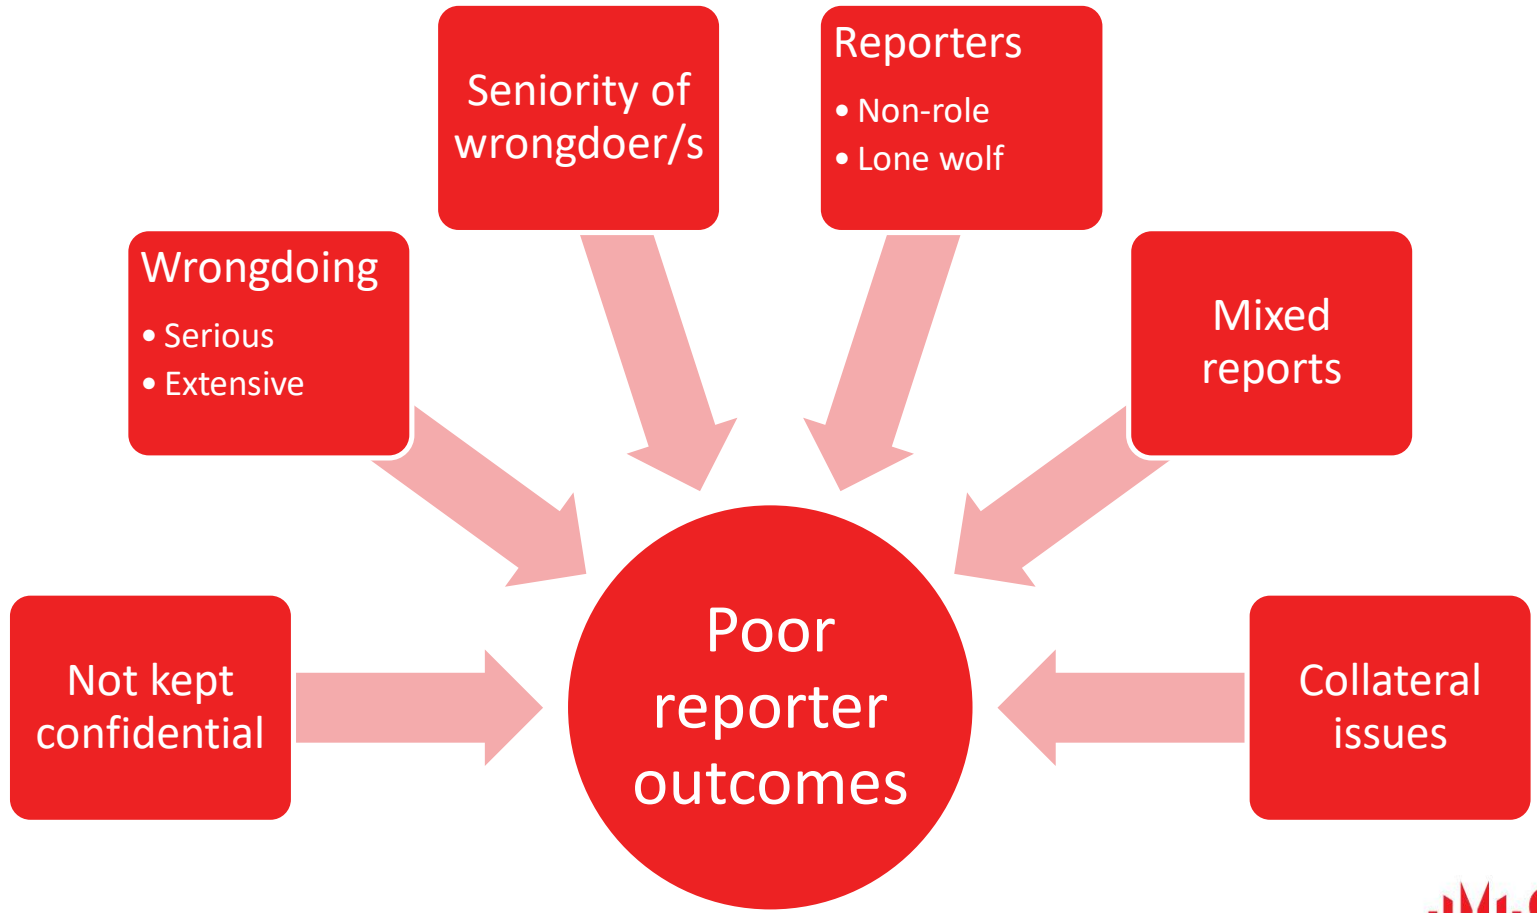 Not kept
confidential
Wrongdoing
• Serious
• Extensive
Seniority of
wrongdoer/s
Reporters
• Non-role
• Lone wolf
Mixed
reports
Collateral
issues
Poor
reporter
outcomes